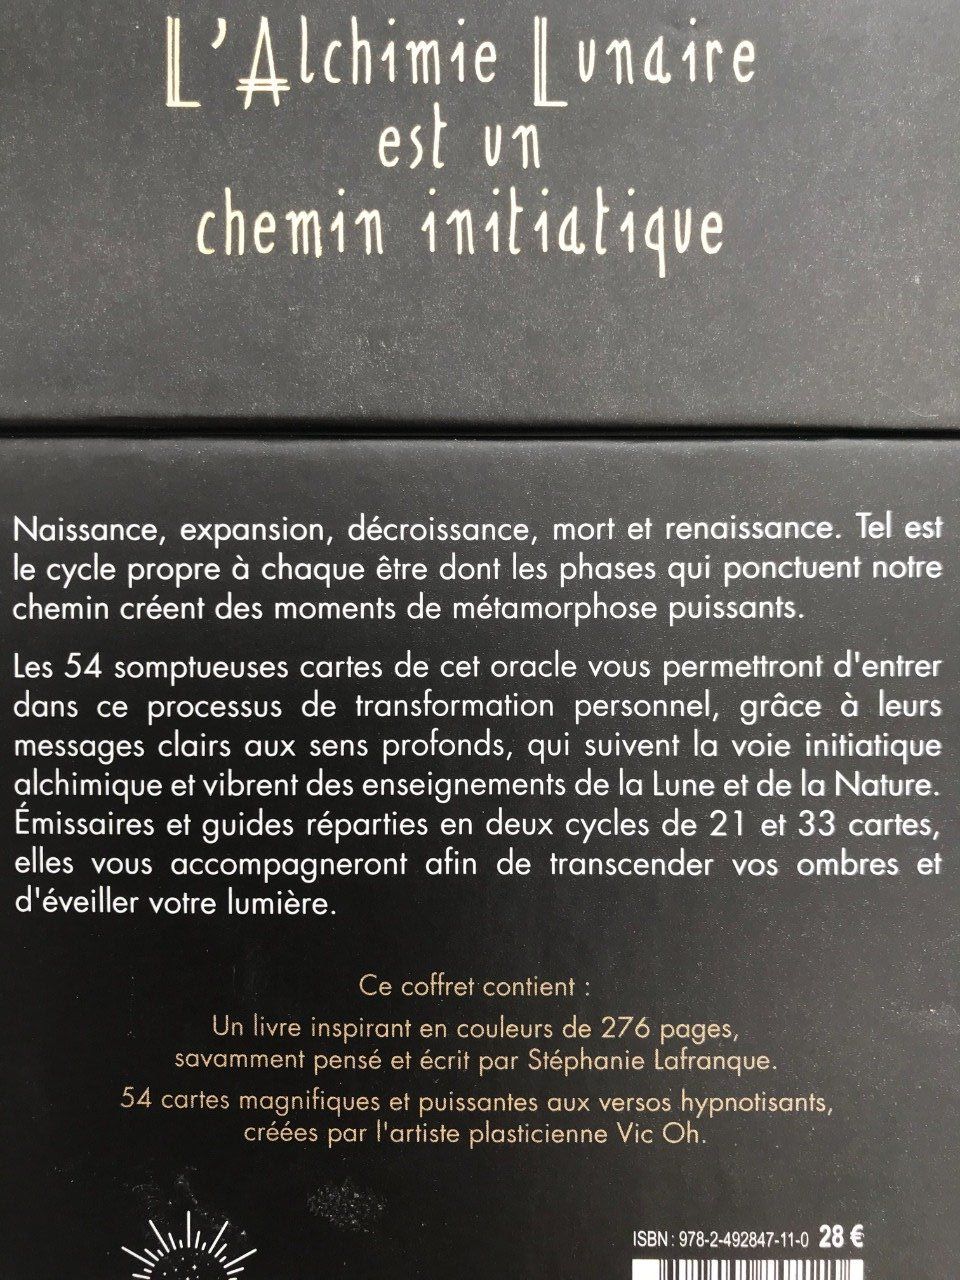 L'Alchimie Lunaire
est un
chemin initiatique
Naissance, expansion, décroissance, mort et renaissance. Tel est
le cycle propre à chaque être dont les phases qui ponctuent notre
chemin créent des moments de métamorphose puissants.
Les 54 somptueuses cartes de cet oracle vous permettront d'entrer
dans ce processus de transformation personnel, grâce à leurs
messages clairs aux sens profonds, qui suivent la voie initiatique
alchimique et vibrent des enseignements de la Lune et de la Nature.
Émissaires et guides réparties en deux cycles de 21 et 33 cartes,
elles vous accompagneront afin de transcender vos ombres et
d'éveiller votre lumière.
Ce coffret contient :
Un livre inspirant en couleurs de 276 pages,
savamment pensé et écrit par Stéphanie Lafranque.
54 cartes magnifiques et puissantes aux versos hypnotisants,
créées par l'artiste plasticienne Vic Oh.
ISBN : 978-2-492847-11-0 28 €